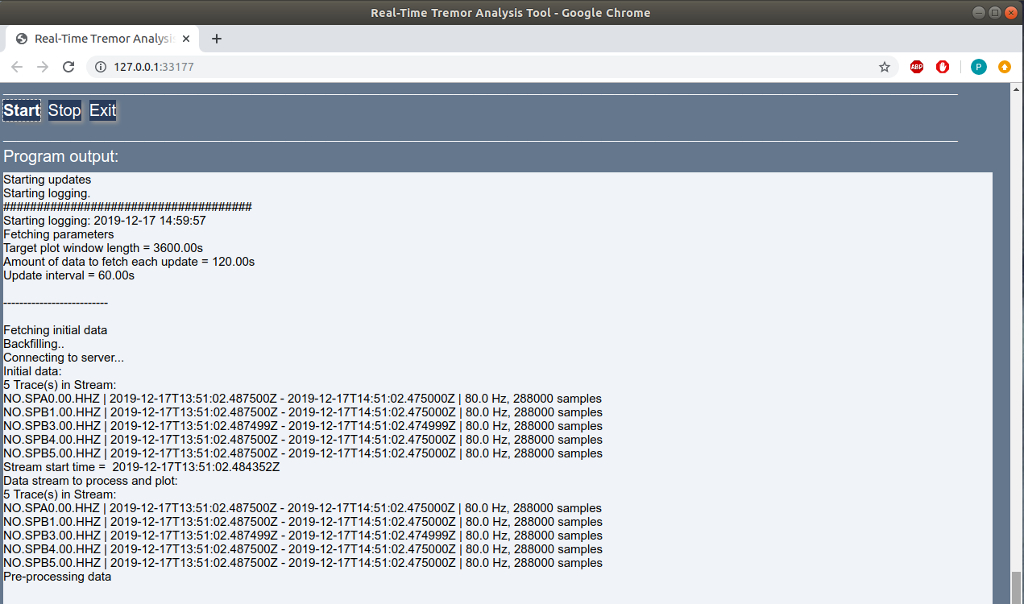 Real-Time Tremor Analysis Tool - Google Chrome
Real-Time Tremor Analysis
127.0.0.1:33177
ABP
P
Start Stop Exit
Program output:
Starting updates
Starting logging.
######################################
Starting logging: 2019-12-17 14:59:57
Fetching parameters
Target plot window length = 3600.00s
Amount of data to fetch each update = 120.00s
Update interval = 60.00s
--------------------------
Fetching initial data
Backfilling..
Connecting to server...
Initial data:
5 Trace(s) in Stream:
NO.SPA0.00.HHZ | 2019-12-17T13:51:02.487500Z - 2019-12-17T14:51:02.475000Z | 80.0 Hz, 288000 samples
NO.SPB1.00.HHZ | 2019-12-17T13:51:02.487500Z - 2019-12-17T14:51:02.475000Z | 80.0 Hz, 288000 samples
NO.SPB3.00.HHZ | 2019-12-17T13:51:02.487499Z - 2019-12-17T14:51:02.474999Z | 80.0 Hz, 288000 samples
NO.SPB4.00.HHZ | 2019-12-17T13:51:02.487500Z - 2019-12-17T14:51:02.475000Z | 80.0 Hz, 288000 samples
NO.SPB5.00.HHZ | 2019-12-17T13:51:02.487500Z - 2019-12-17T14:51:02.475000Z | 80.0 Hz, 288000 samples
Stream start time =  2019-12-17T13:51:02.484352Z
Data stream to process and plot:
5 Trace(s) in Stream:
NO.SPA0.00.HHZ | 2019-12-17T13:51:02.487500Z - 2019-12-17T14:51:02.475000Z | 80.0 Hz, 288000 samples
NO.SPB1.00.HHZ | 2019-12-17T13:51:02.487500Z - 2019-12-17T14:51:02.475000Z | 80.0 Hz, 288000 samples
NO.SPB3.00.HHZ | 2019-12-17T13:51:02.487499Z - 2019-12-17T14:51:02.474999Z | 80.0 Hz, 288000 samples
NO.SPB4.00.HHZ | 2019-12-17T13:51:02.487500Z - 2019-12-17T14:51:02.475000Z | 80.0 Hz, 288000 samples
NO.SPB5.00.HHZ | 2019-12-17T13:51:02.487500Z - 2019-12-17T14:51:02.475000Z | 80.0 Hz, 288000 samples
Pre-processing data